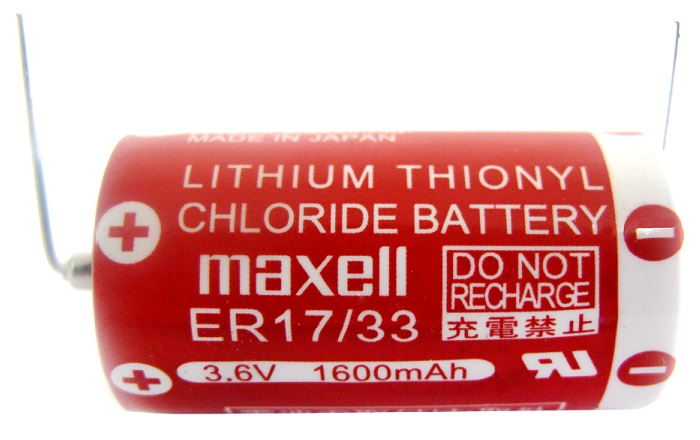 MADE IN JAPAN
LITHIUM THIONYL
CHLORIDE BATTERY
maxell
DO NOT
RECHARGE
充電禁止
ER17/33
3.6V 1600mAh